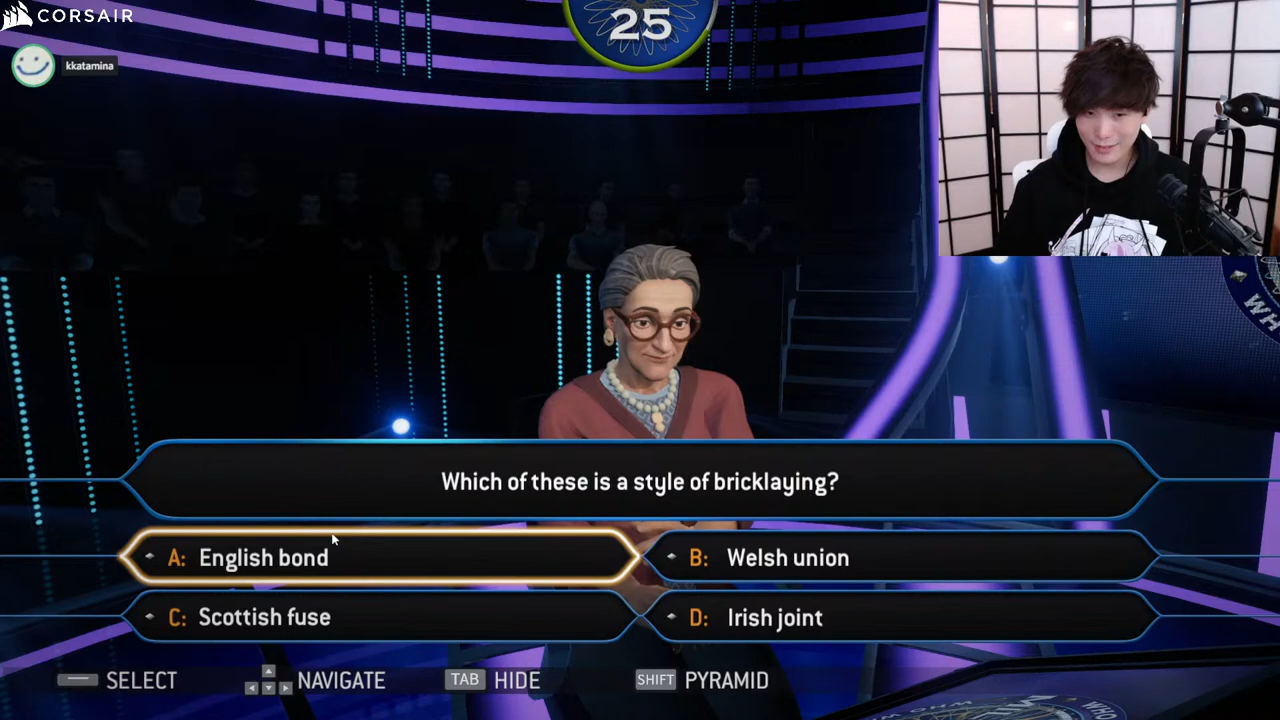 CORSAIR
25
kkatamina
WH
Which of these is a style of bricklaying?
A: English bond
B: Welsh union
C: Scottish fuse
D: Irish joint
SELECT
NAVIGATE
TAB HIDE
SHIFT PYRAMID